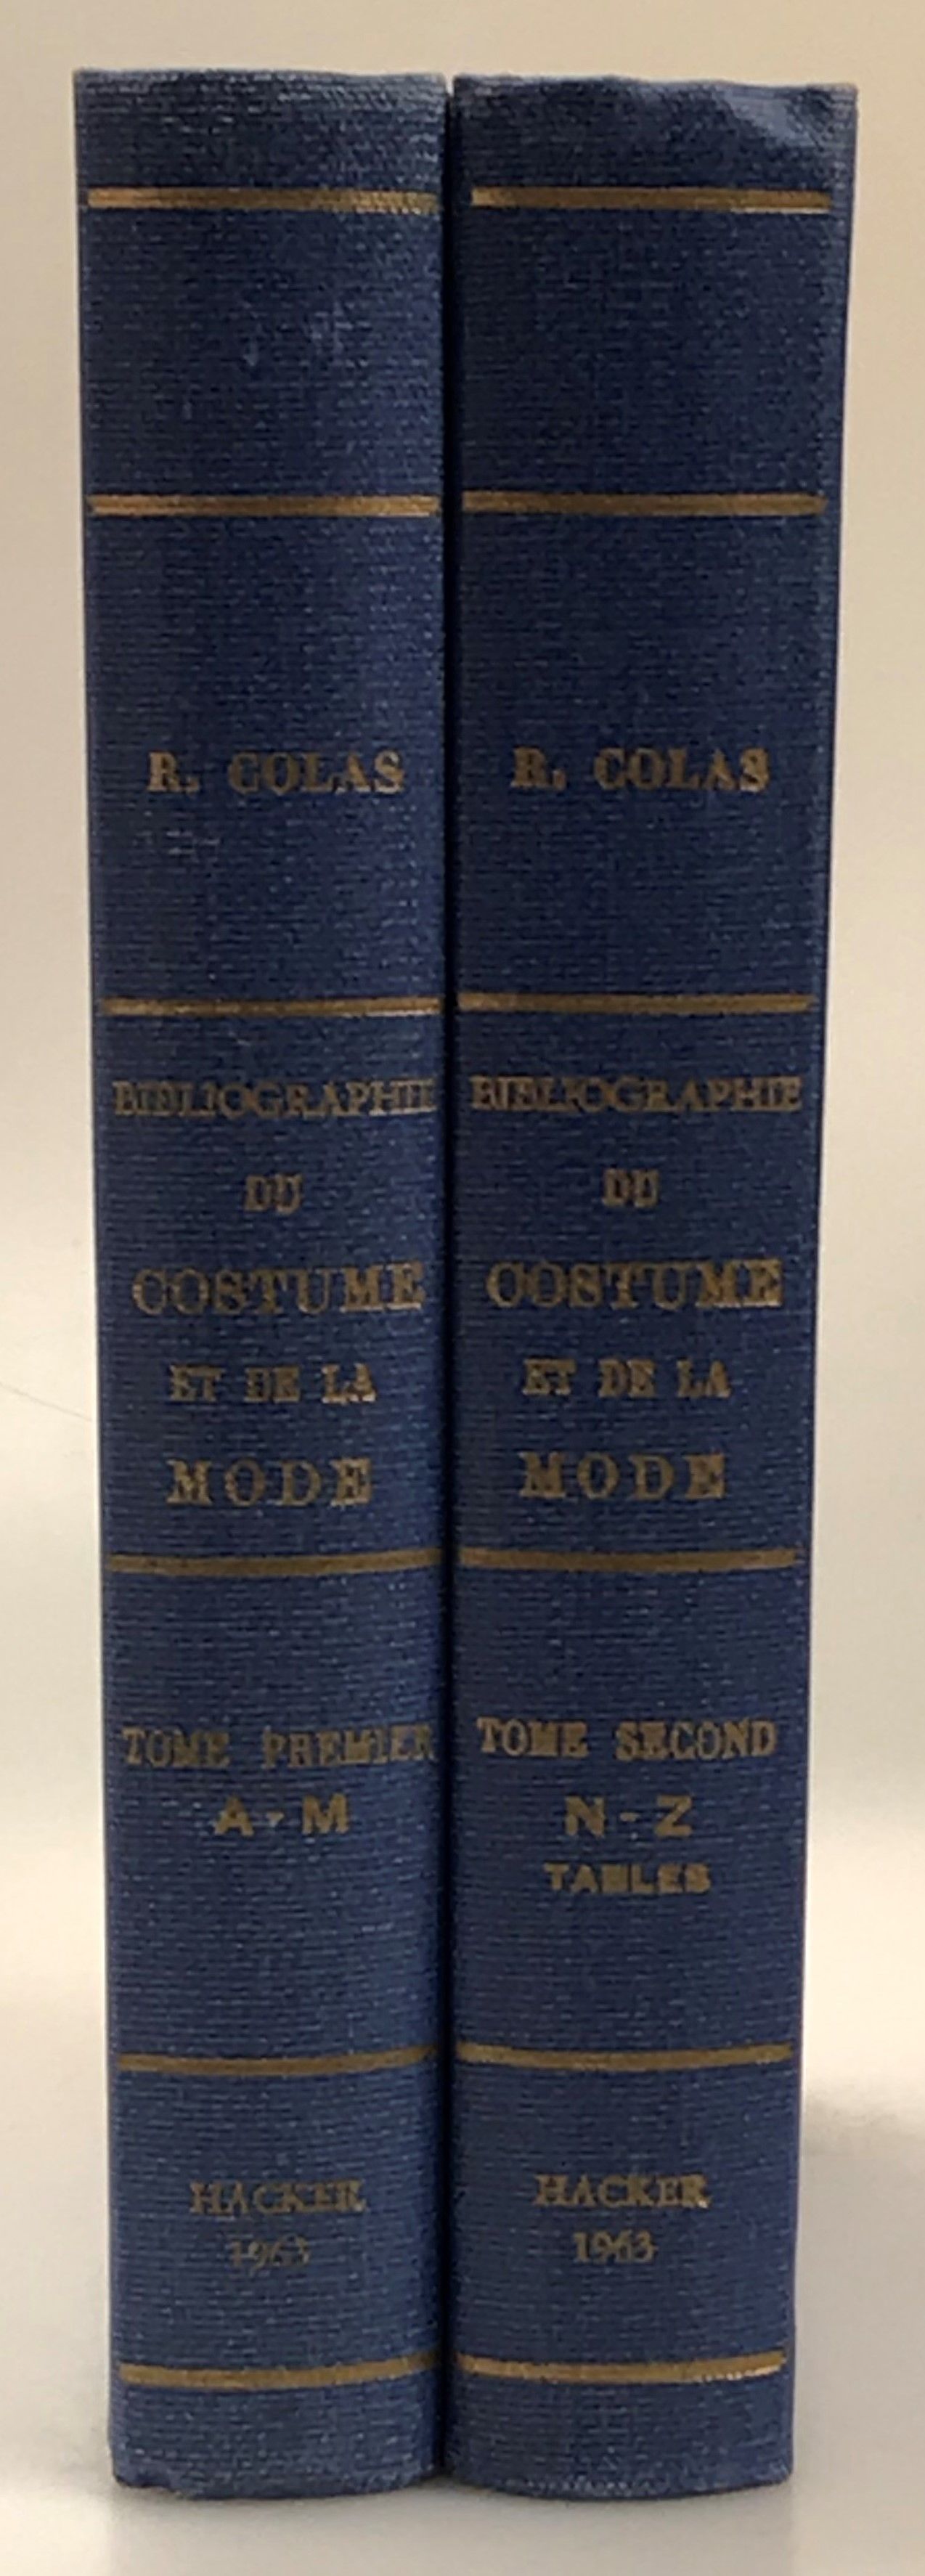 R. COLAS
BIBLIOGRAPHIE
DU
COSTUME
ET DE LA
MODE
TOME PREMIER
A-M
HACKER
1963
R. COLAS
BIBLIOGRAPHIE
DU
COSTUME
ET DE LA
MODE
TOME SECOND
N-Z
TABLES
HACKER
1963